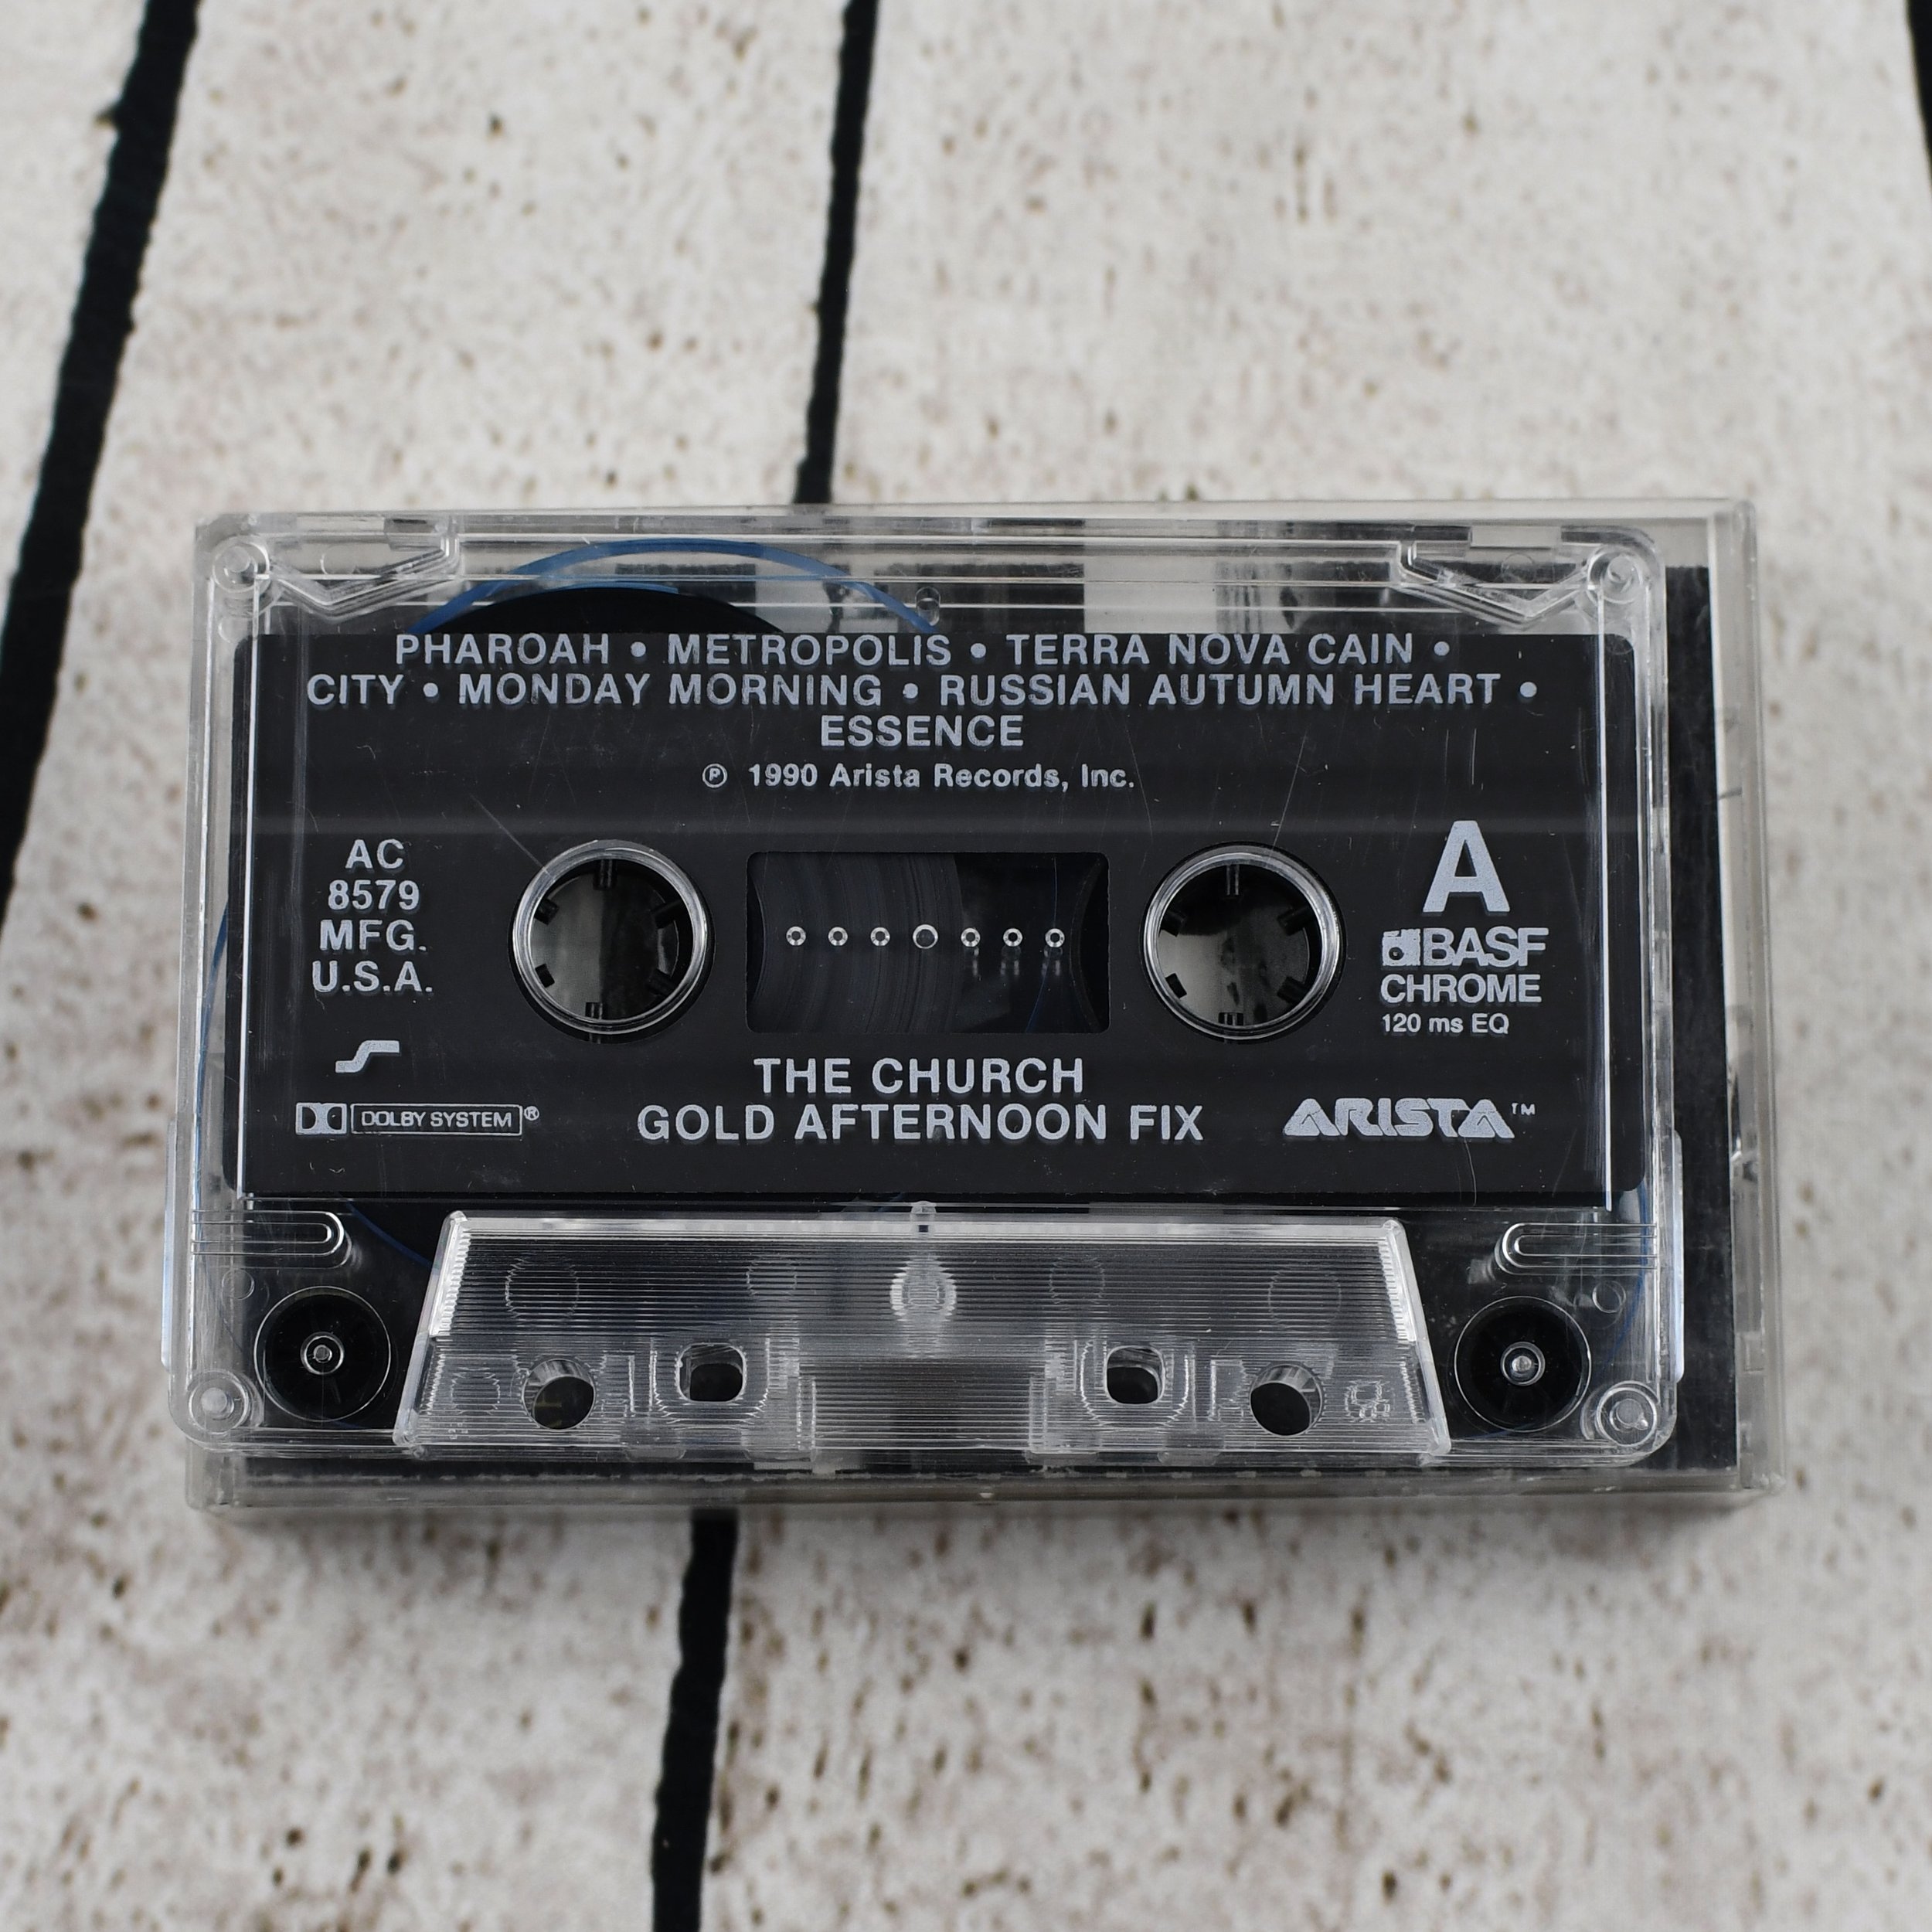 PHAROAH • METROPOLIS • TERRA NOVA CAIN •
CITY • MONDAY MORNING • RUSSIAN AUTUMN HEART •
ESSENCE
℗ 1990 Arista Records, Inc.
AC
8579
MFG.
U.S.A.
A
BASF
CHROME
120 ms EQ
DOLBY SYSTEM®
THE CHURCH
GOLD AFTERNOON FIX
ARISTA™